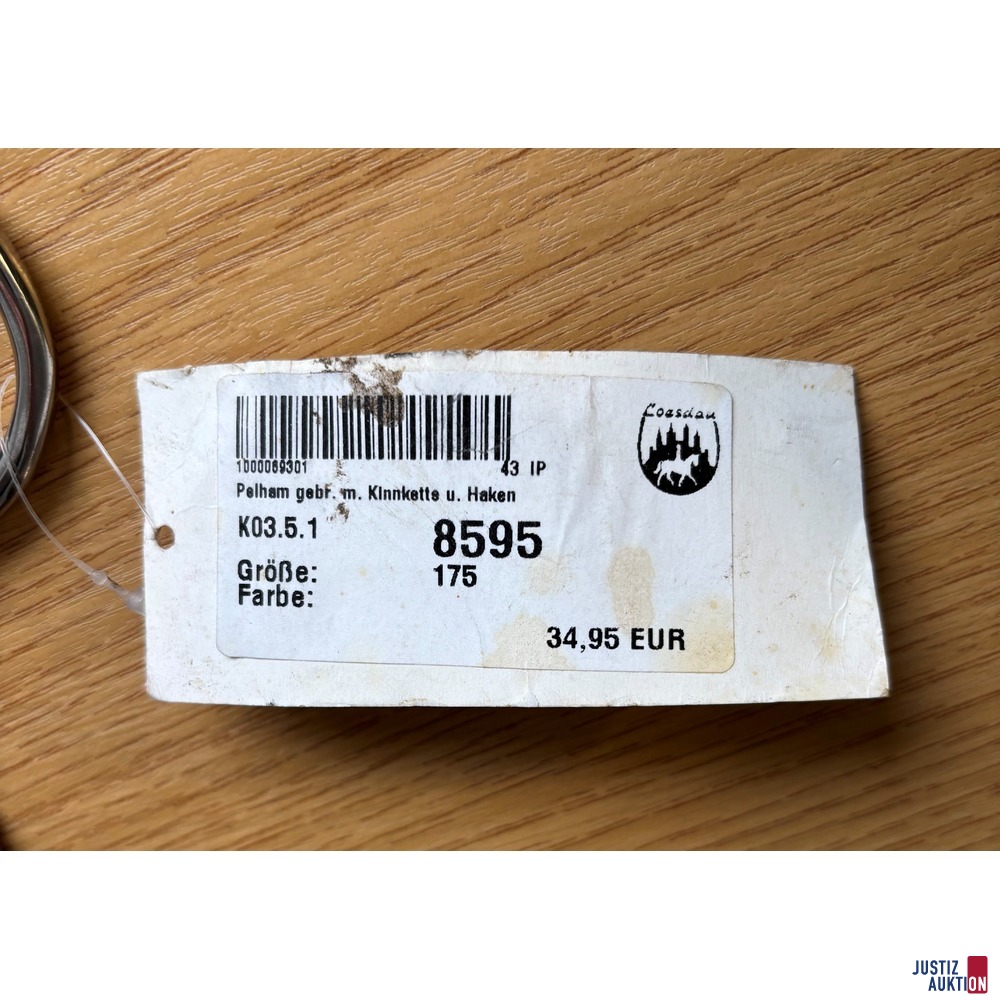 Loesdau
1000069301
43 IP
Pelham gebr. m. Kinnkette u. Haken
K03.5.1
8595
Größe: 175
Farbe:
34,95 EUR
JUSTIZ
AUKTION